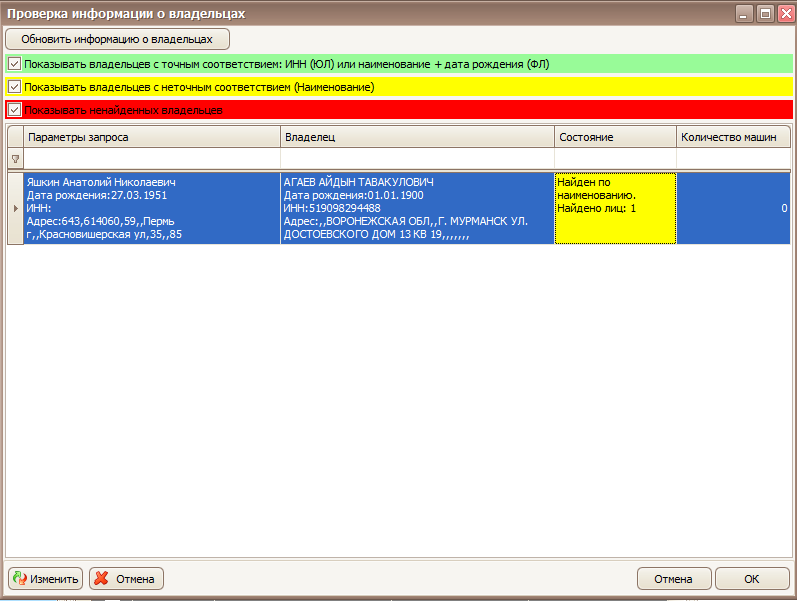 Проверка информации о владельцах
Обновить информацию о владельцах
Показывать владельцев с точным соответствием: ИНН (ЮЛ) или наименование + дата рождения (ФЛ)
Показывать владельцев с неточным соответствием (Наименование)
Показывать ненайденных владельцев
Параметры запроса
Владелец
Состояние
Количество машин
Яшкин Анатолий Николаевич
Дата рождения:27.03.1951
ИНН:
Адрес:643,614060,59,,Пермь
г,,Красновишерская ул,35,,85
АГАЕВ АЙДЫН ТАВАКУЛОВИЧ
Дата рождения:01.01.1900
ИНН:519098294488
Адрес:,,ВОРОНЕЖСКАЯ ОБЛ,,Г. МУРМАНСК УЛ.
ДОСТОЕВСКОГО ДОМ 13 КВ 19,,,,,,,
Найден по
наименованию.
Найдено лиц: 1
0
Изменить
Отмена
Отмена
ОК